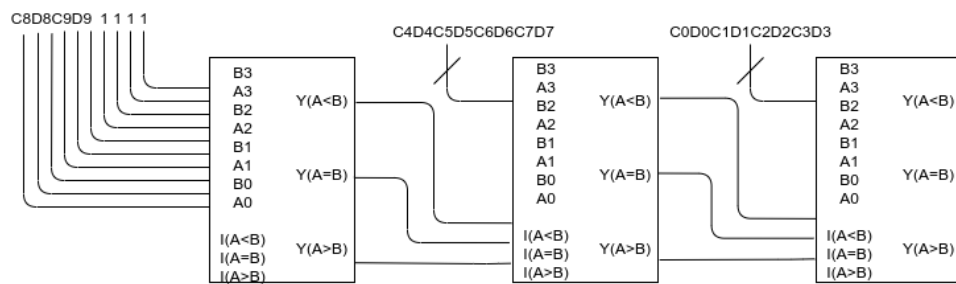 C8D8C9D9 1 1 1 1
C4D4C5D5C6D6C7D7
C0D0C1D1C2D2C3D3
B3
A3
B2
A2
B1
A1
B0
A0
I(A<B)
I(A=B)
I(A>B)
Y(A<B)
Y(A=B)
Y(A>B)
B3
A3
B2
A2
B1
A1
B0
A0
I(A<B)
I(A=B)
I(A>B)
Y(A<B)
Y(A=B)
Y(A>B)
B3
A3
B2
A2
B1
A1
B0
A0
I(A<B)
I(A=B)
I(A>B)
Y(A<B)
Y(A=B)
Y(A>B)